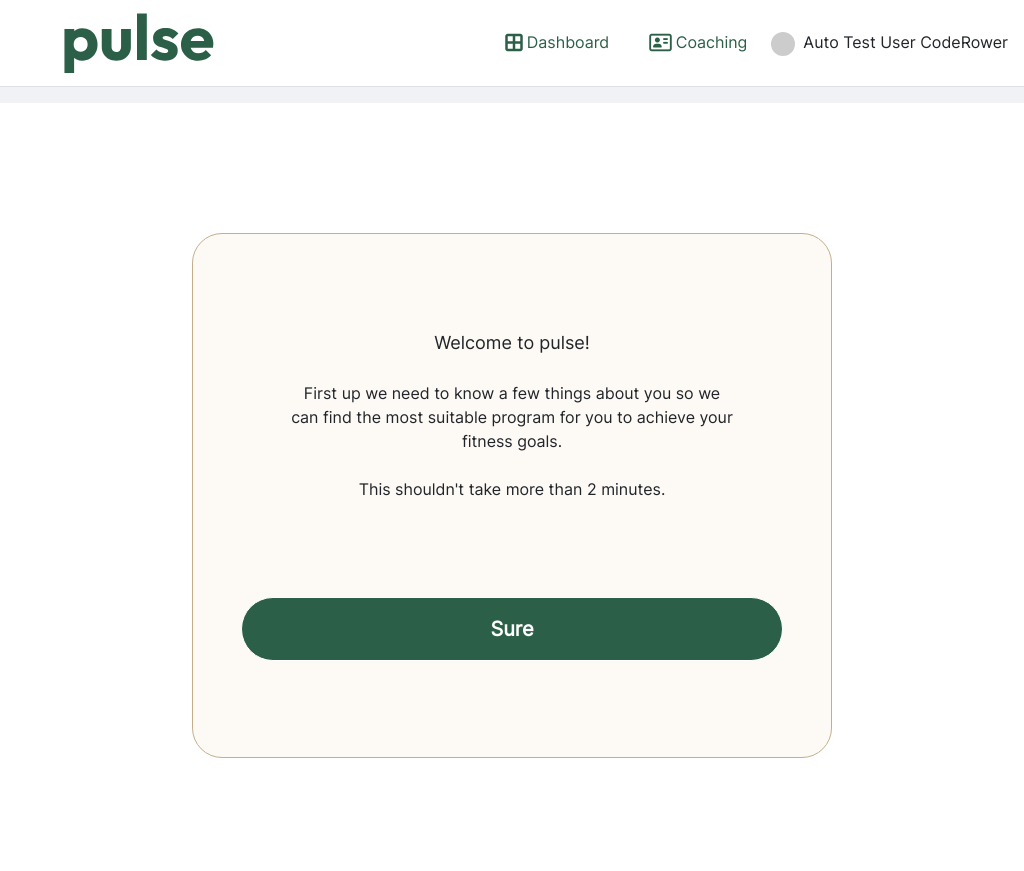 pulse
Dashboard
Coaching
Auto Test User CodeRower
Welcome to pulse!
First up we need to know a few things about you so we
can find the most suitable program for you to achieve your
fitness goals.
This shouldn't take more than 2 minutes.
Sure